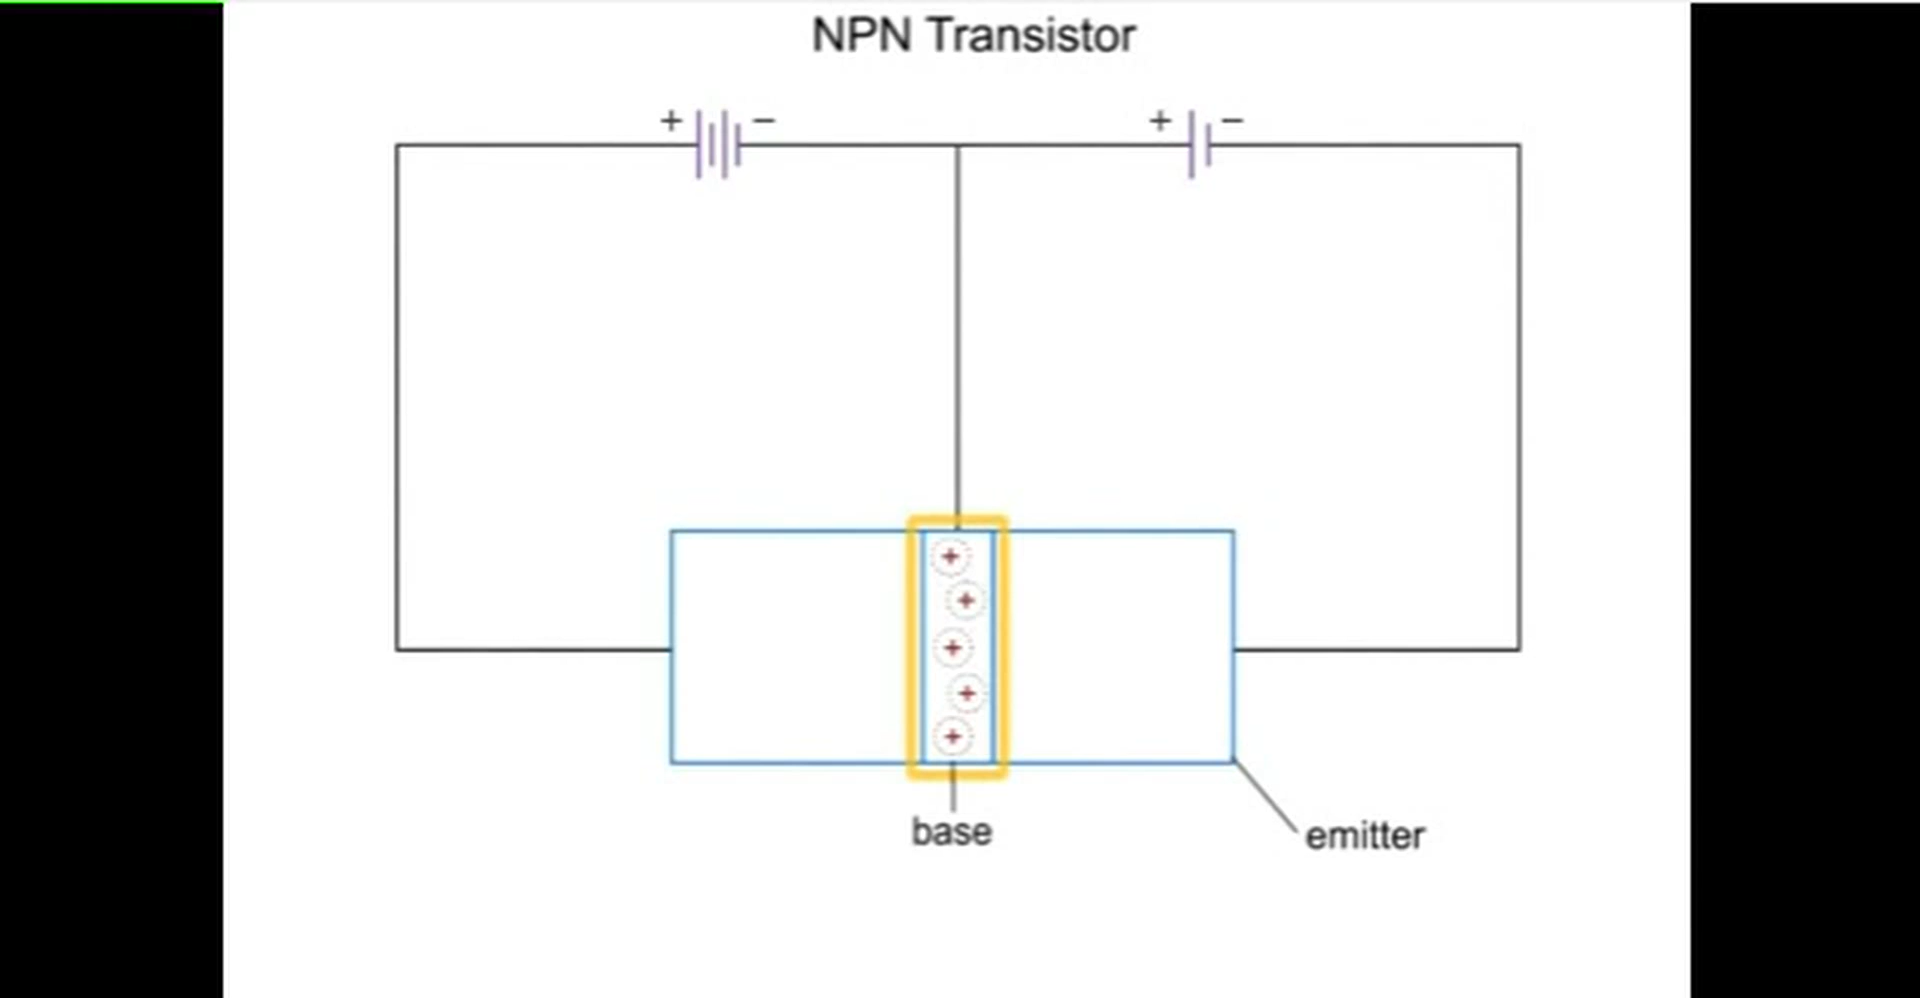 NPN Transistor
+ − + −
+
+
+
+
+
base
emitter